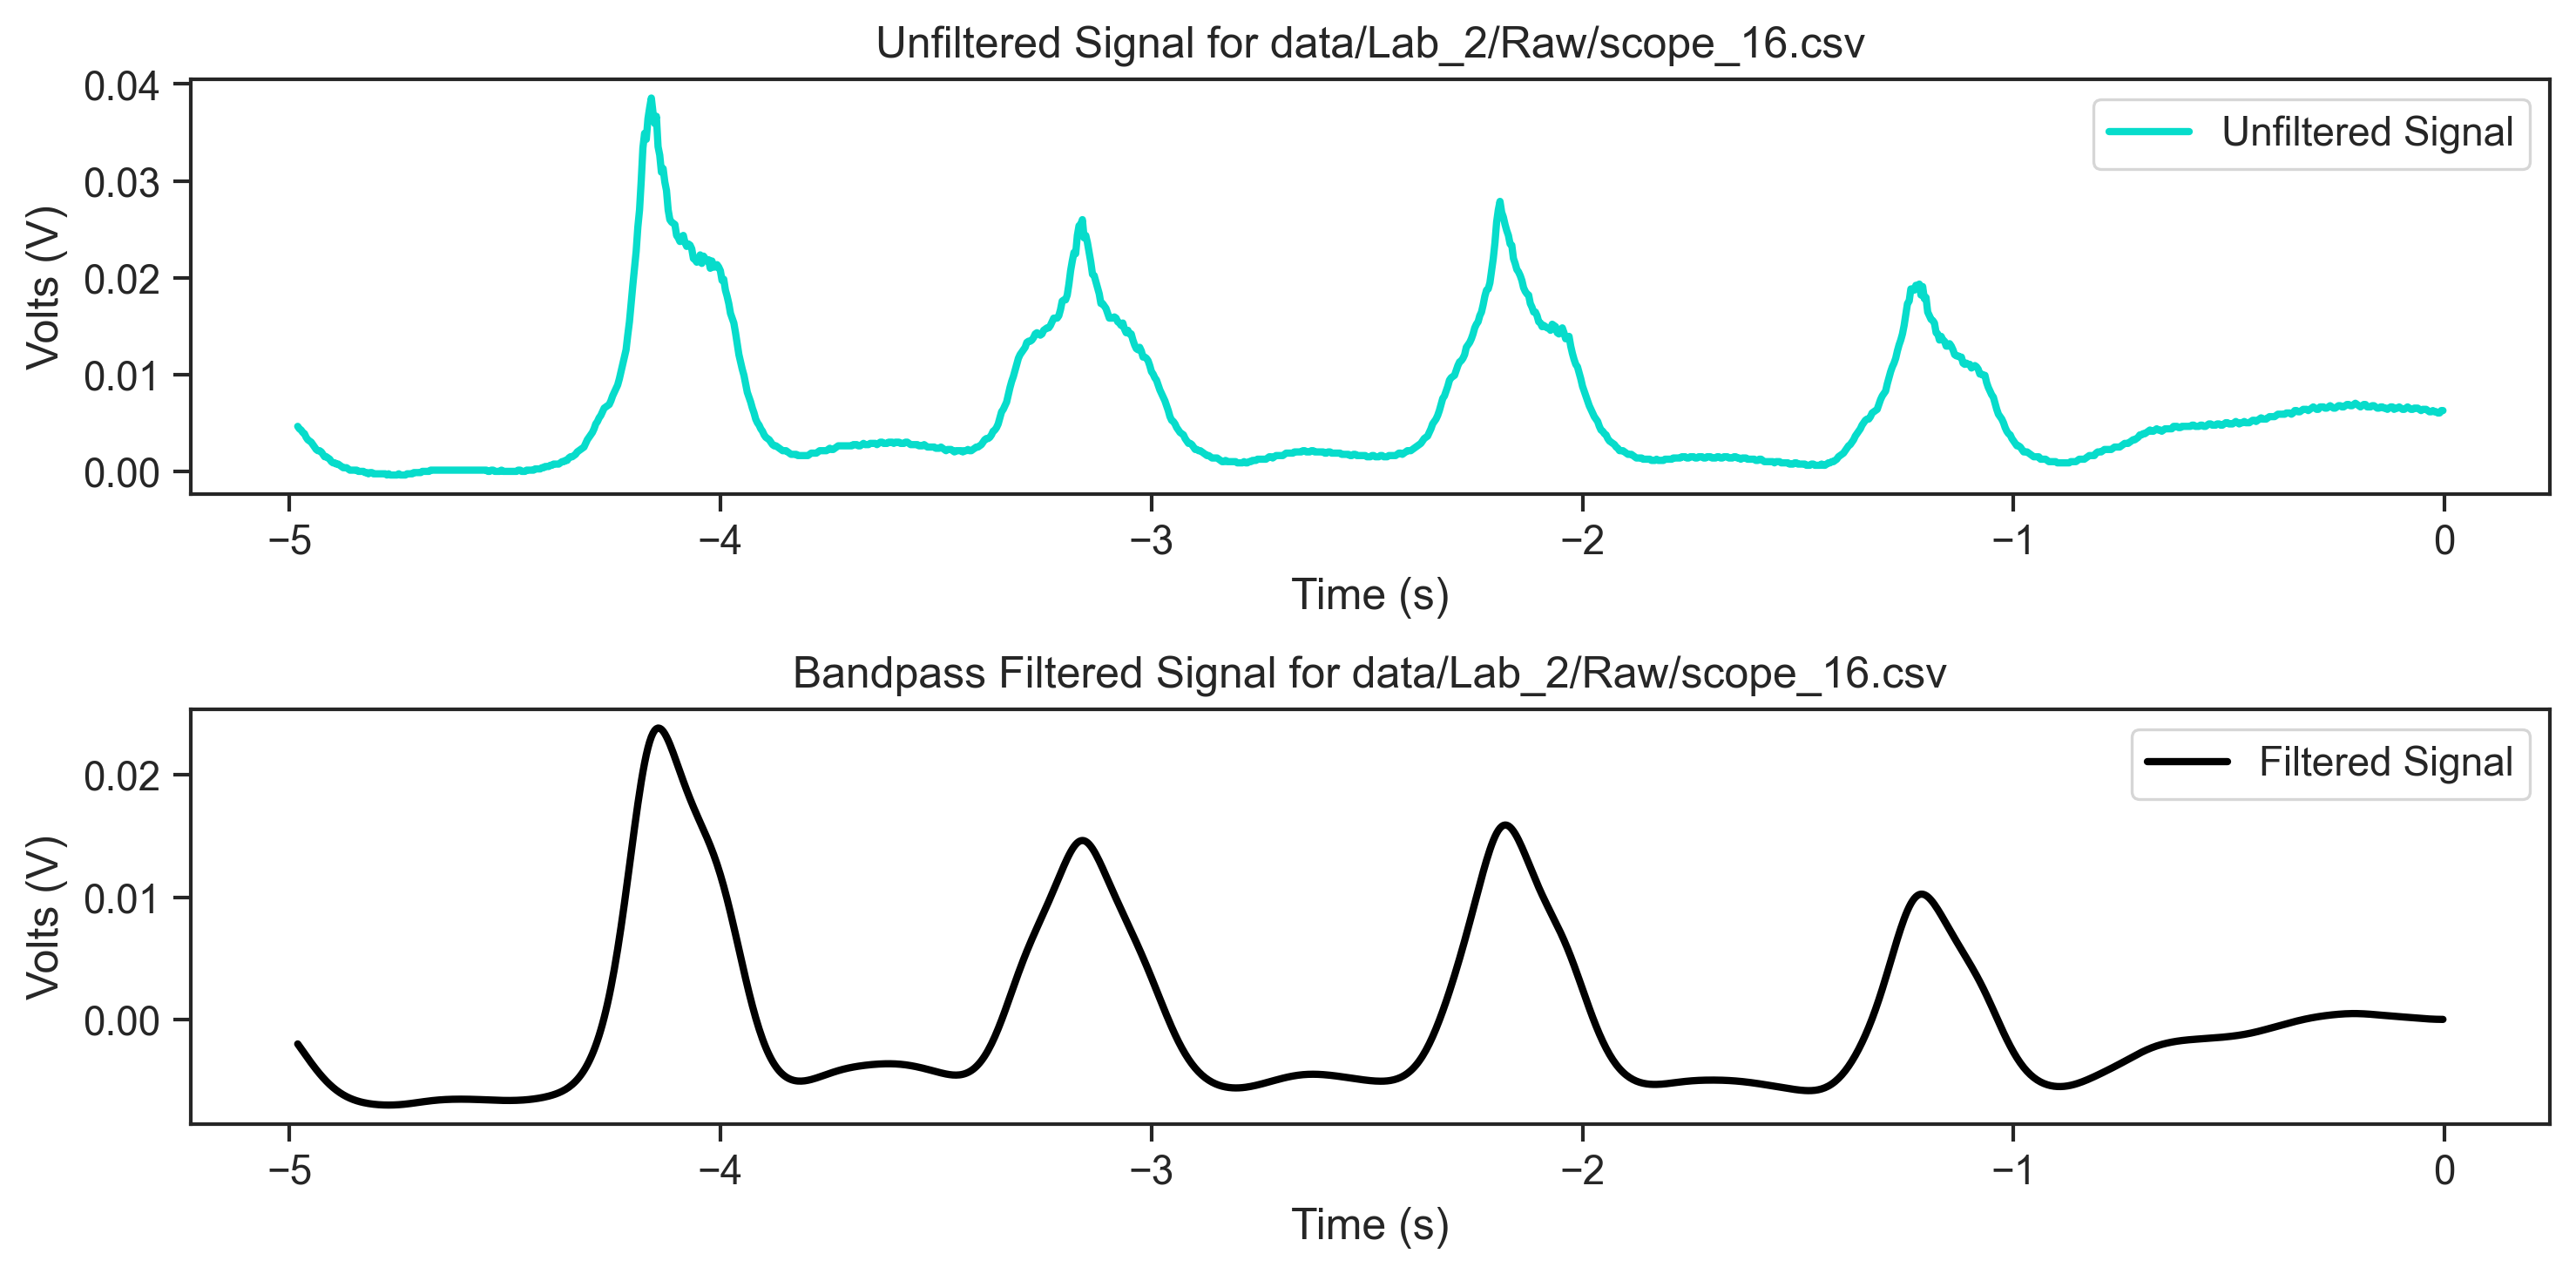 Unfiltered Signal for data/Lab_2/Raw/scope_16.csv
0.04
0.03
0.02
0.01
0.00
Volts (V)
Unfiltered Signal
−5
−4
−3
−2
−1
0
Time (s)
Bandpass Filtered Signal for data/Lab_2/Raw/scope_16.csv
0.02
0.01
0.00
Volts (V)
Filtered Signal
−5
−4
−3
−2
−1
0
Time (s)